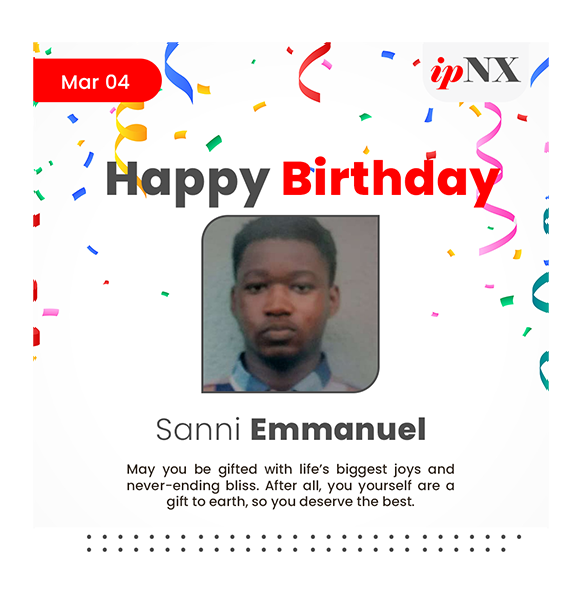 Mar 04
ipNX
Happy Birthday
Sanni Emmanuel
May you be gifted with life’s biggest joys and
never-ending bliss. After all, you yourself are a
gift to earth, so you deserve the best.